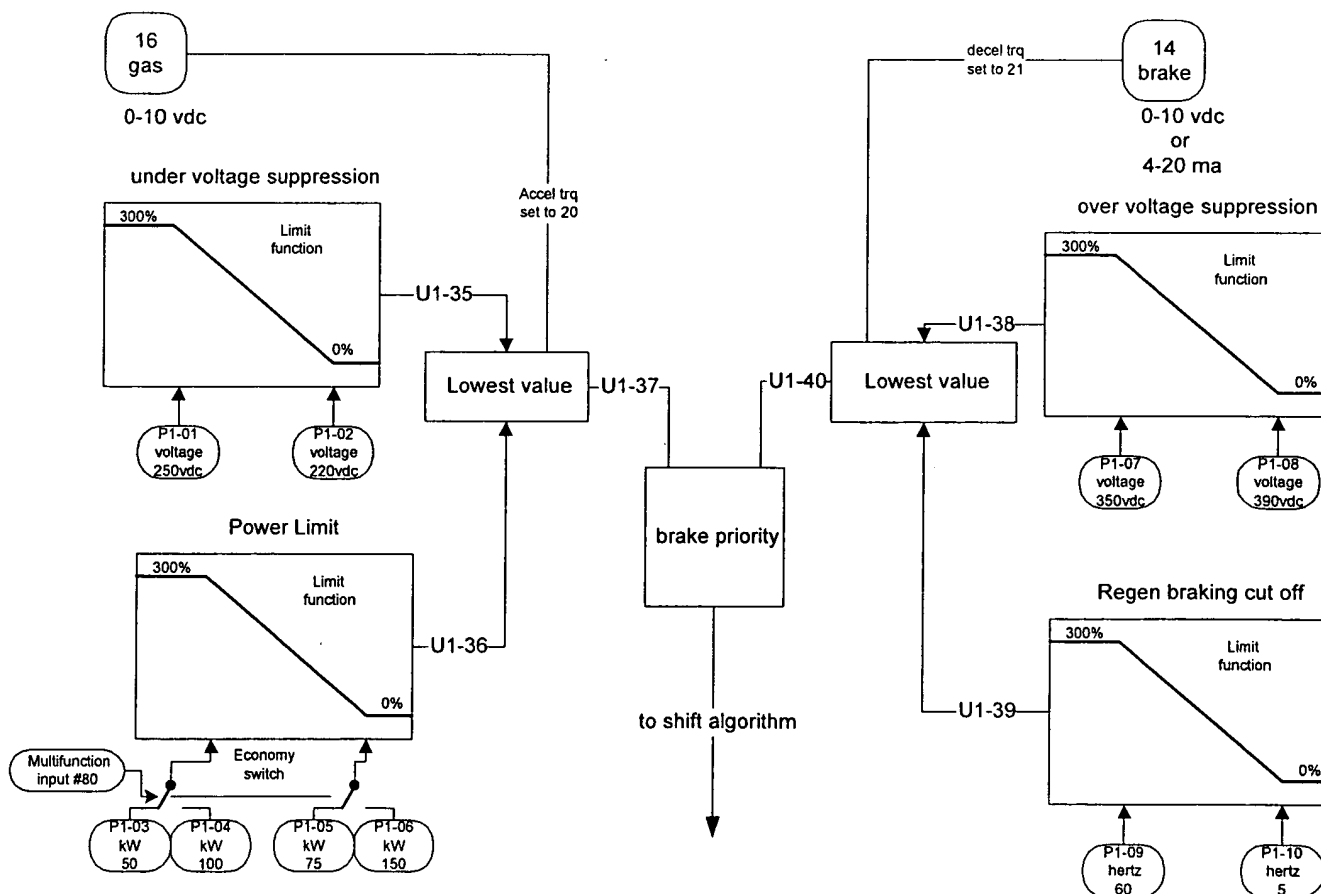 16
gas
0-10 vdc
decel trq
set to 21
14
brake
0-10 vdc
or
4-20 ma
under voltage suppression
300%
Limit
function
0%
Accel trq
set to 20
U1-35
P1-01
voltage
250vdc
P1-02
voltage
220vdc
Lowest value
U1-37
over voltage suppression
300%
Limit
function
0%
U1-38
U1-40
Lowest value
P1-07
voltage
350vdc
P1-08
voltage
390vdc
Power Limit
300%
Limit
function
0%
U1-36
brake priority
to shift algorithm
Regen braking cut off
300%
Limit
function
0%
U1-39
Multifunction
input #80
Economy
switch
P1-03
kW
50
P1-04
kW
100
P1-05
kW
75
P1-06
kW
150
P1-09
hertz
60
P1-10
hertz
5